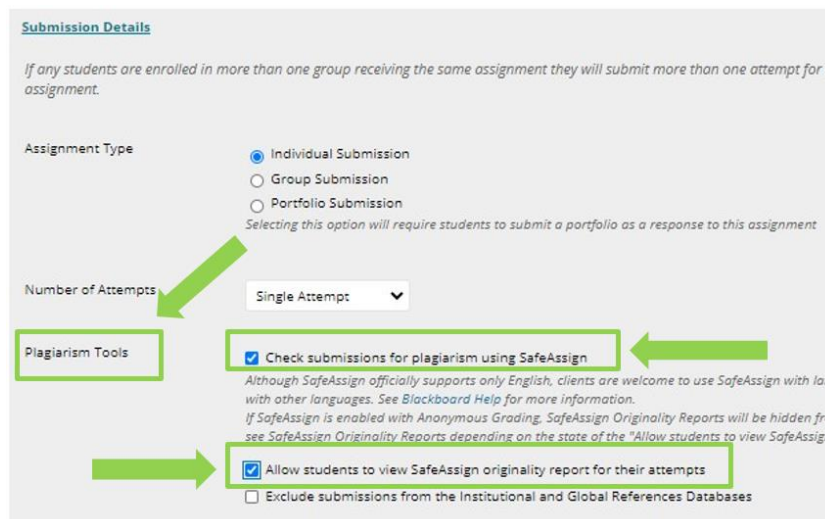 Submission Details
If any students are enrolled in more than one group receiving the same assignment they will submit more than one attempt for
assignment.
Assignment Type
Individual Submission
Group Submission
Portfolio Submission
Selecting this option will require students to submit a portfolio as a response to this assignment
Number of Attempts
Single Attempt
Plagiarism Tools
Check submissions for plagiarism using SafeAssign
Although SafeAssign officially supports only English, clients are welcome to use SafeAssign with
with other languages. See Blackboard Help for more information.
If SafeAssign is enabled with Anonymous Grading, SafeAssign Originality Reports will be hidden
see SafeAssign Originality Reports depending on the state of the "Allow students to view
Allow students to view SafeAssign originality report for their attempts
Exclude submissions from the Institutional and Global References Databases